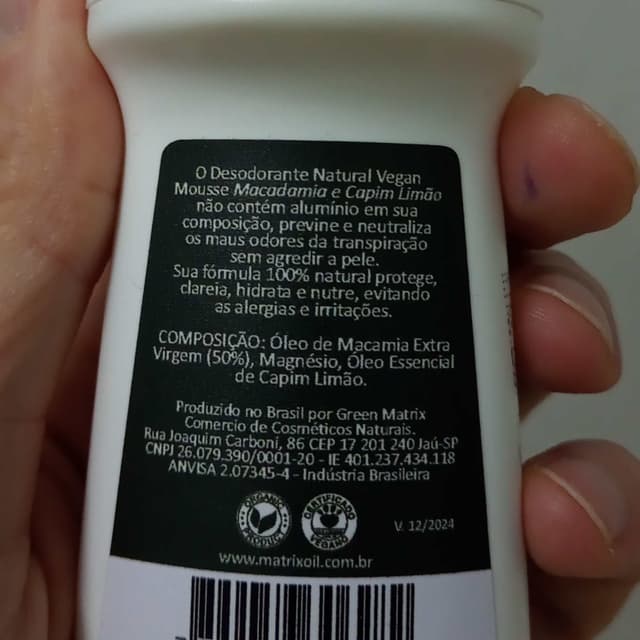 O Desodorante Natural Vegan
Mousse Macadamia e Capim Limão
não contém alumínio em sua
composição, previne e neutraliza
os maus odores da transpiração
sem agredir a pele.
Sua fórmula 100% natural protege,
clareia, hidrata e nutre, evitando
as alergias e irritações.
COMPOSIÇÃO: Óleo de Macamia Extra
Virgem (50%), Magnésio, Óleo Essencial
de Capim Limão.
Produzido no Brasil por Green Matrix
Comercio de Cosméticos Naturais.
Rua Joaquim Carboni, 86 CEP 17 201 240 Jaú-SP
CNPJ 26.079.390/0001-20 - IE 401.237.434.118
ANVISA 2.07345-4 - Indústria Brasileira
ORGANIC
PRODUCT
CERTIFICADO
VEGANO
V. 12/2024
www.matrixoil.com.br